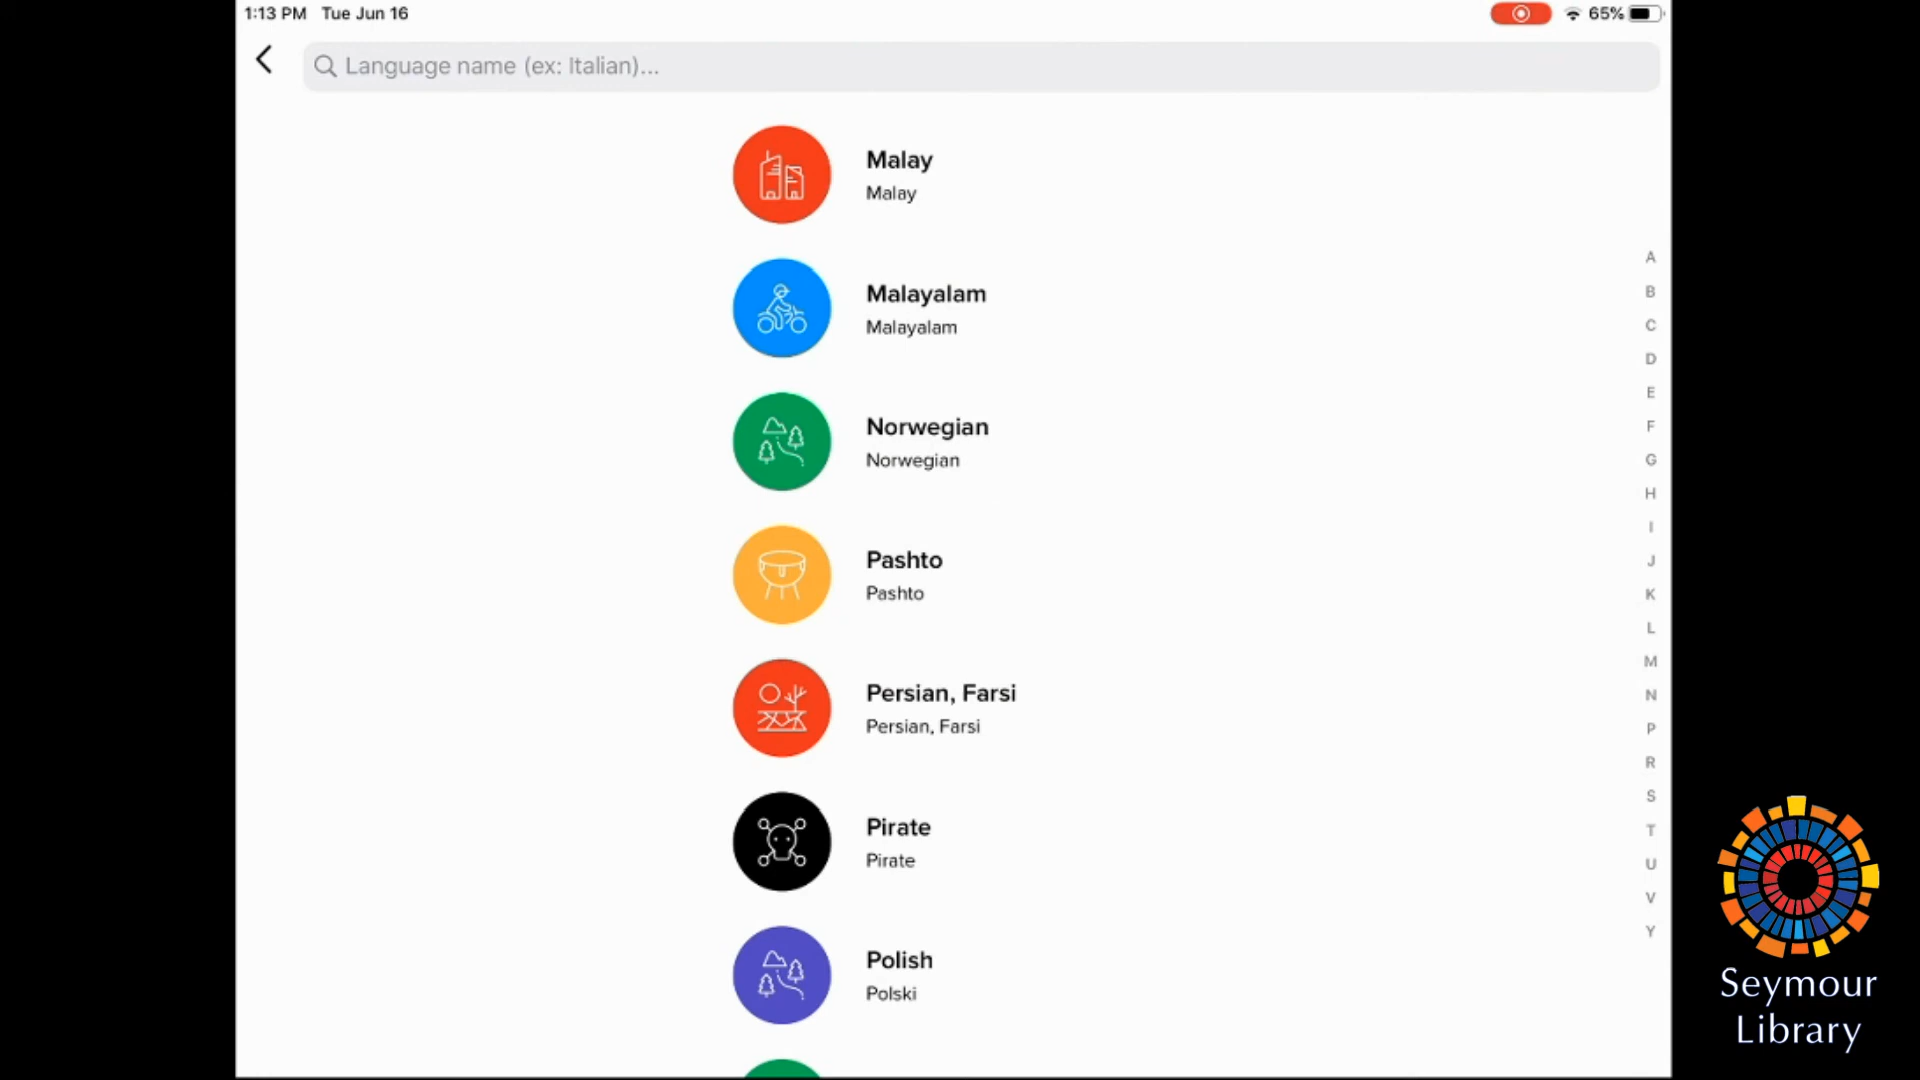 1:13 PM Tue Jun 16
65%
Language name (ex: Italian)...
Malay
Malay
Malayalam
Malayalam
Norwegian
Norwegian
Pashto
Pashto
Persian, Farsi
Persian, Farsi
Pirate
Pirate
Polish
Polski
A
B
C
D
E
F
G
H
I
J
K
L
M
N
P
R
S
T
U
V
Y
Seymour
Library